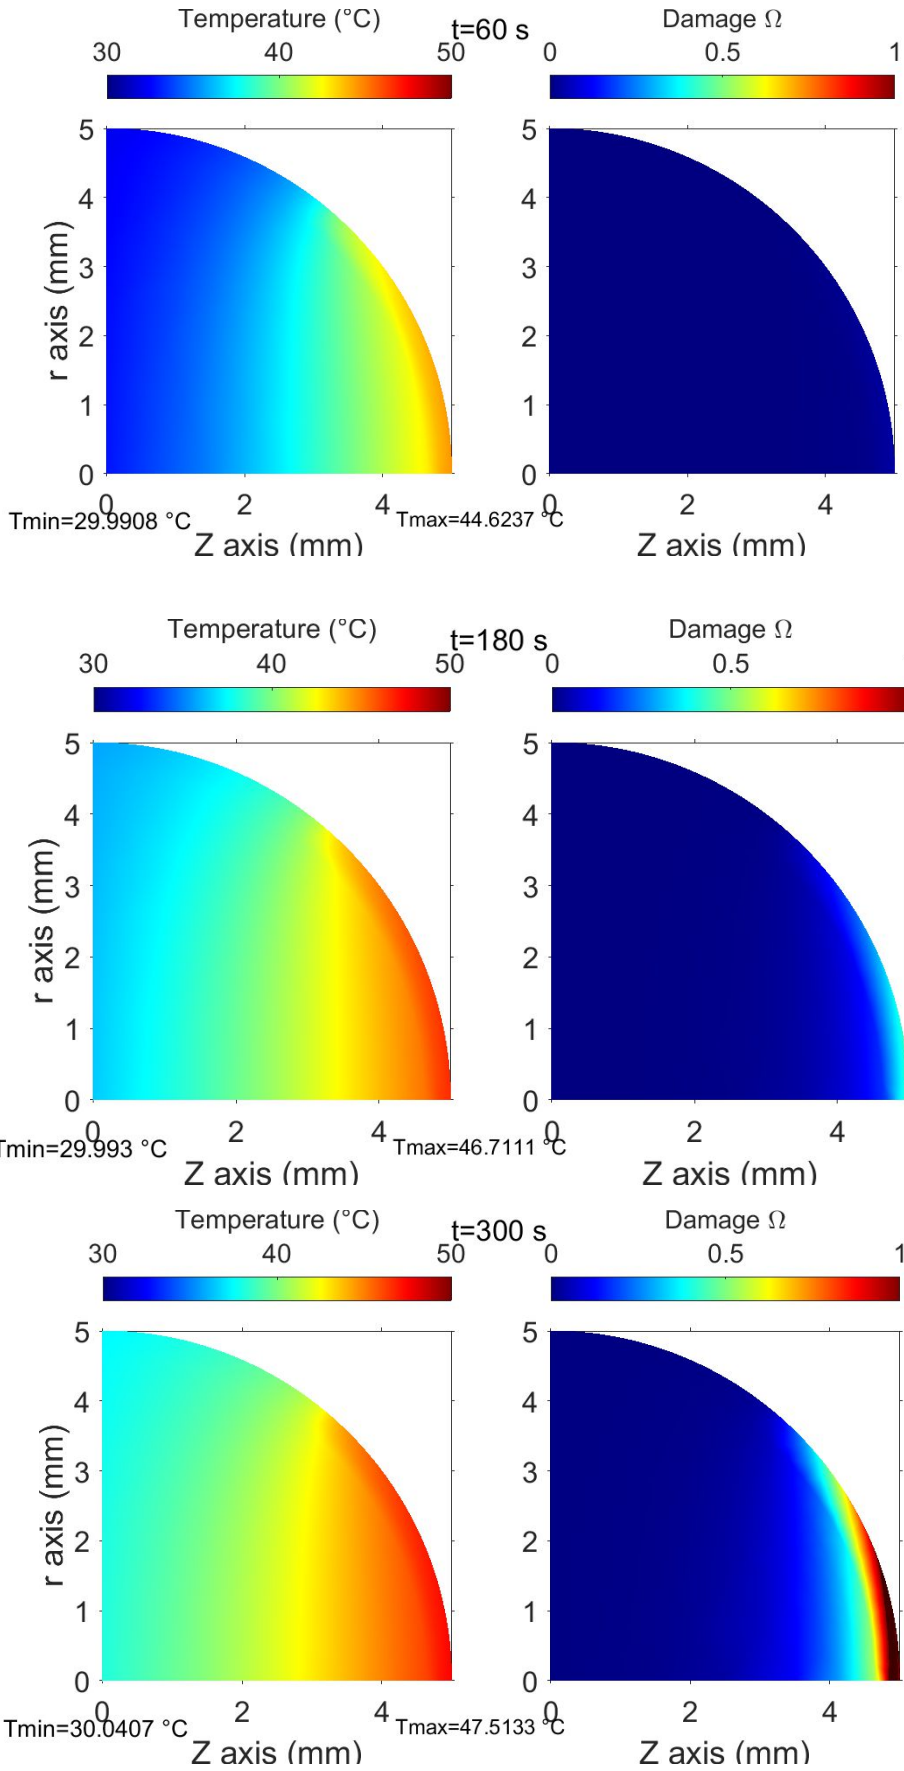 Temperature (°C) t=60 s Damage Ω
30 40 50 0 0.5 1
5 5
4 4
3 3
2 2
1 1
0 0
r axis (mm)
0 2 4 0 2 4
Tmin=29.9908 °C Tmax=44.6237 °C
Z axis (mm) Z axis (mm)
Temperature (°C) t=180 s Damage Ω
30 40 50 0 0.5
5 5
4 4
3 3
2 2
1 1
0 0
r axis (mm)
0 2 4 0 2 4
Tmin=29.993 °C Tmax=46.7111 °C
Z axis (mm) Z axis (mm)
Temperature (°C) t=300 s Damage Ω
30 40 50 0 0.5 1
5 5
4 4
3 3
2 2
1 1
0 0
r axis (mm)
0 2 4 0 2 4
Tmin=30.0407 °C Tmax=47.5133 °C
Z axis (mm) Z axis (mm)